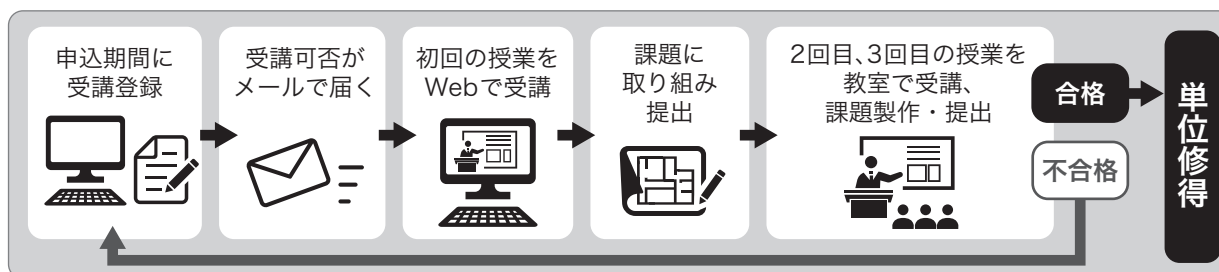 申込期間に
受講登録
受講可否が
メールで届く
初回の授業を
Webで受講
課題に
取り組み
提出
2回目、3回目の授業を
教室で受講、
課題製作・提出
合格
不合格
単位修得